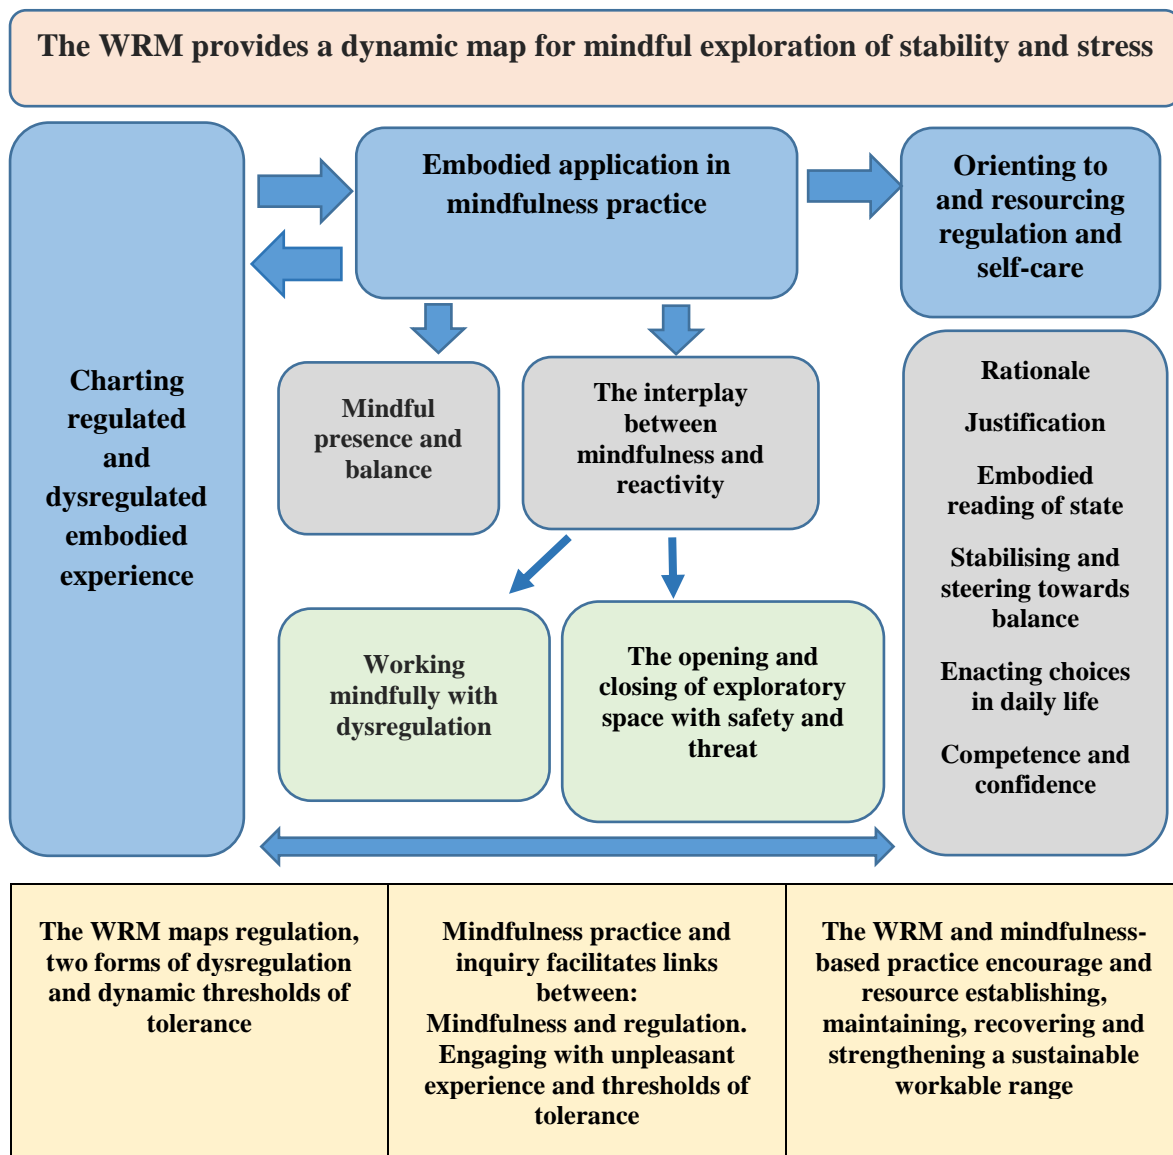 The WRM provides a dynamic map for mindful exploration of stability and stress
Charting
regulated
and
dysregulated
embodied
experience
Embodied application in
mindfulness practice
Orienting to
and resourcing
regulation and
self-care
Mindful
presence and
balance
The interplay
between
mindfulness and
reactivity
Working
mindfully with
dysregulation
The opening and
closing of exploratory
space with safety and
threat
Rationale
Justification
Embodied
reading of state
Stabilising and
steering towards
balance
Enacting choices
in daily life
Competence and
confidence
The WRM maps regulation,
two forms of dysregulation
and dynamic thresholds of
tolerance
Mindfulness practice and
inquiry facilitates links
between:
Mindfulness and regulation.
Engaging with unpleasant
experience and thresholds of
tolerance
The WRM and mindfulness-
based practice encourage and
resource establishing,
maintaining, recovering and
strengthening a sustainable
workable range